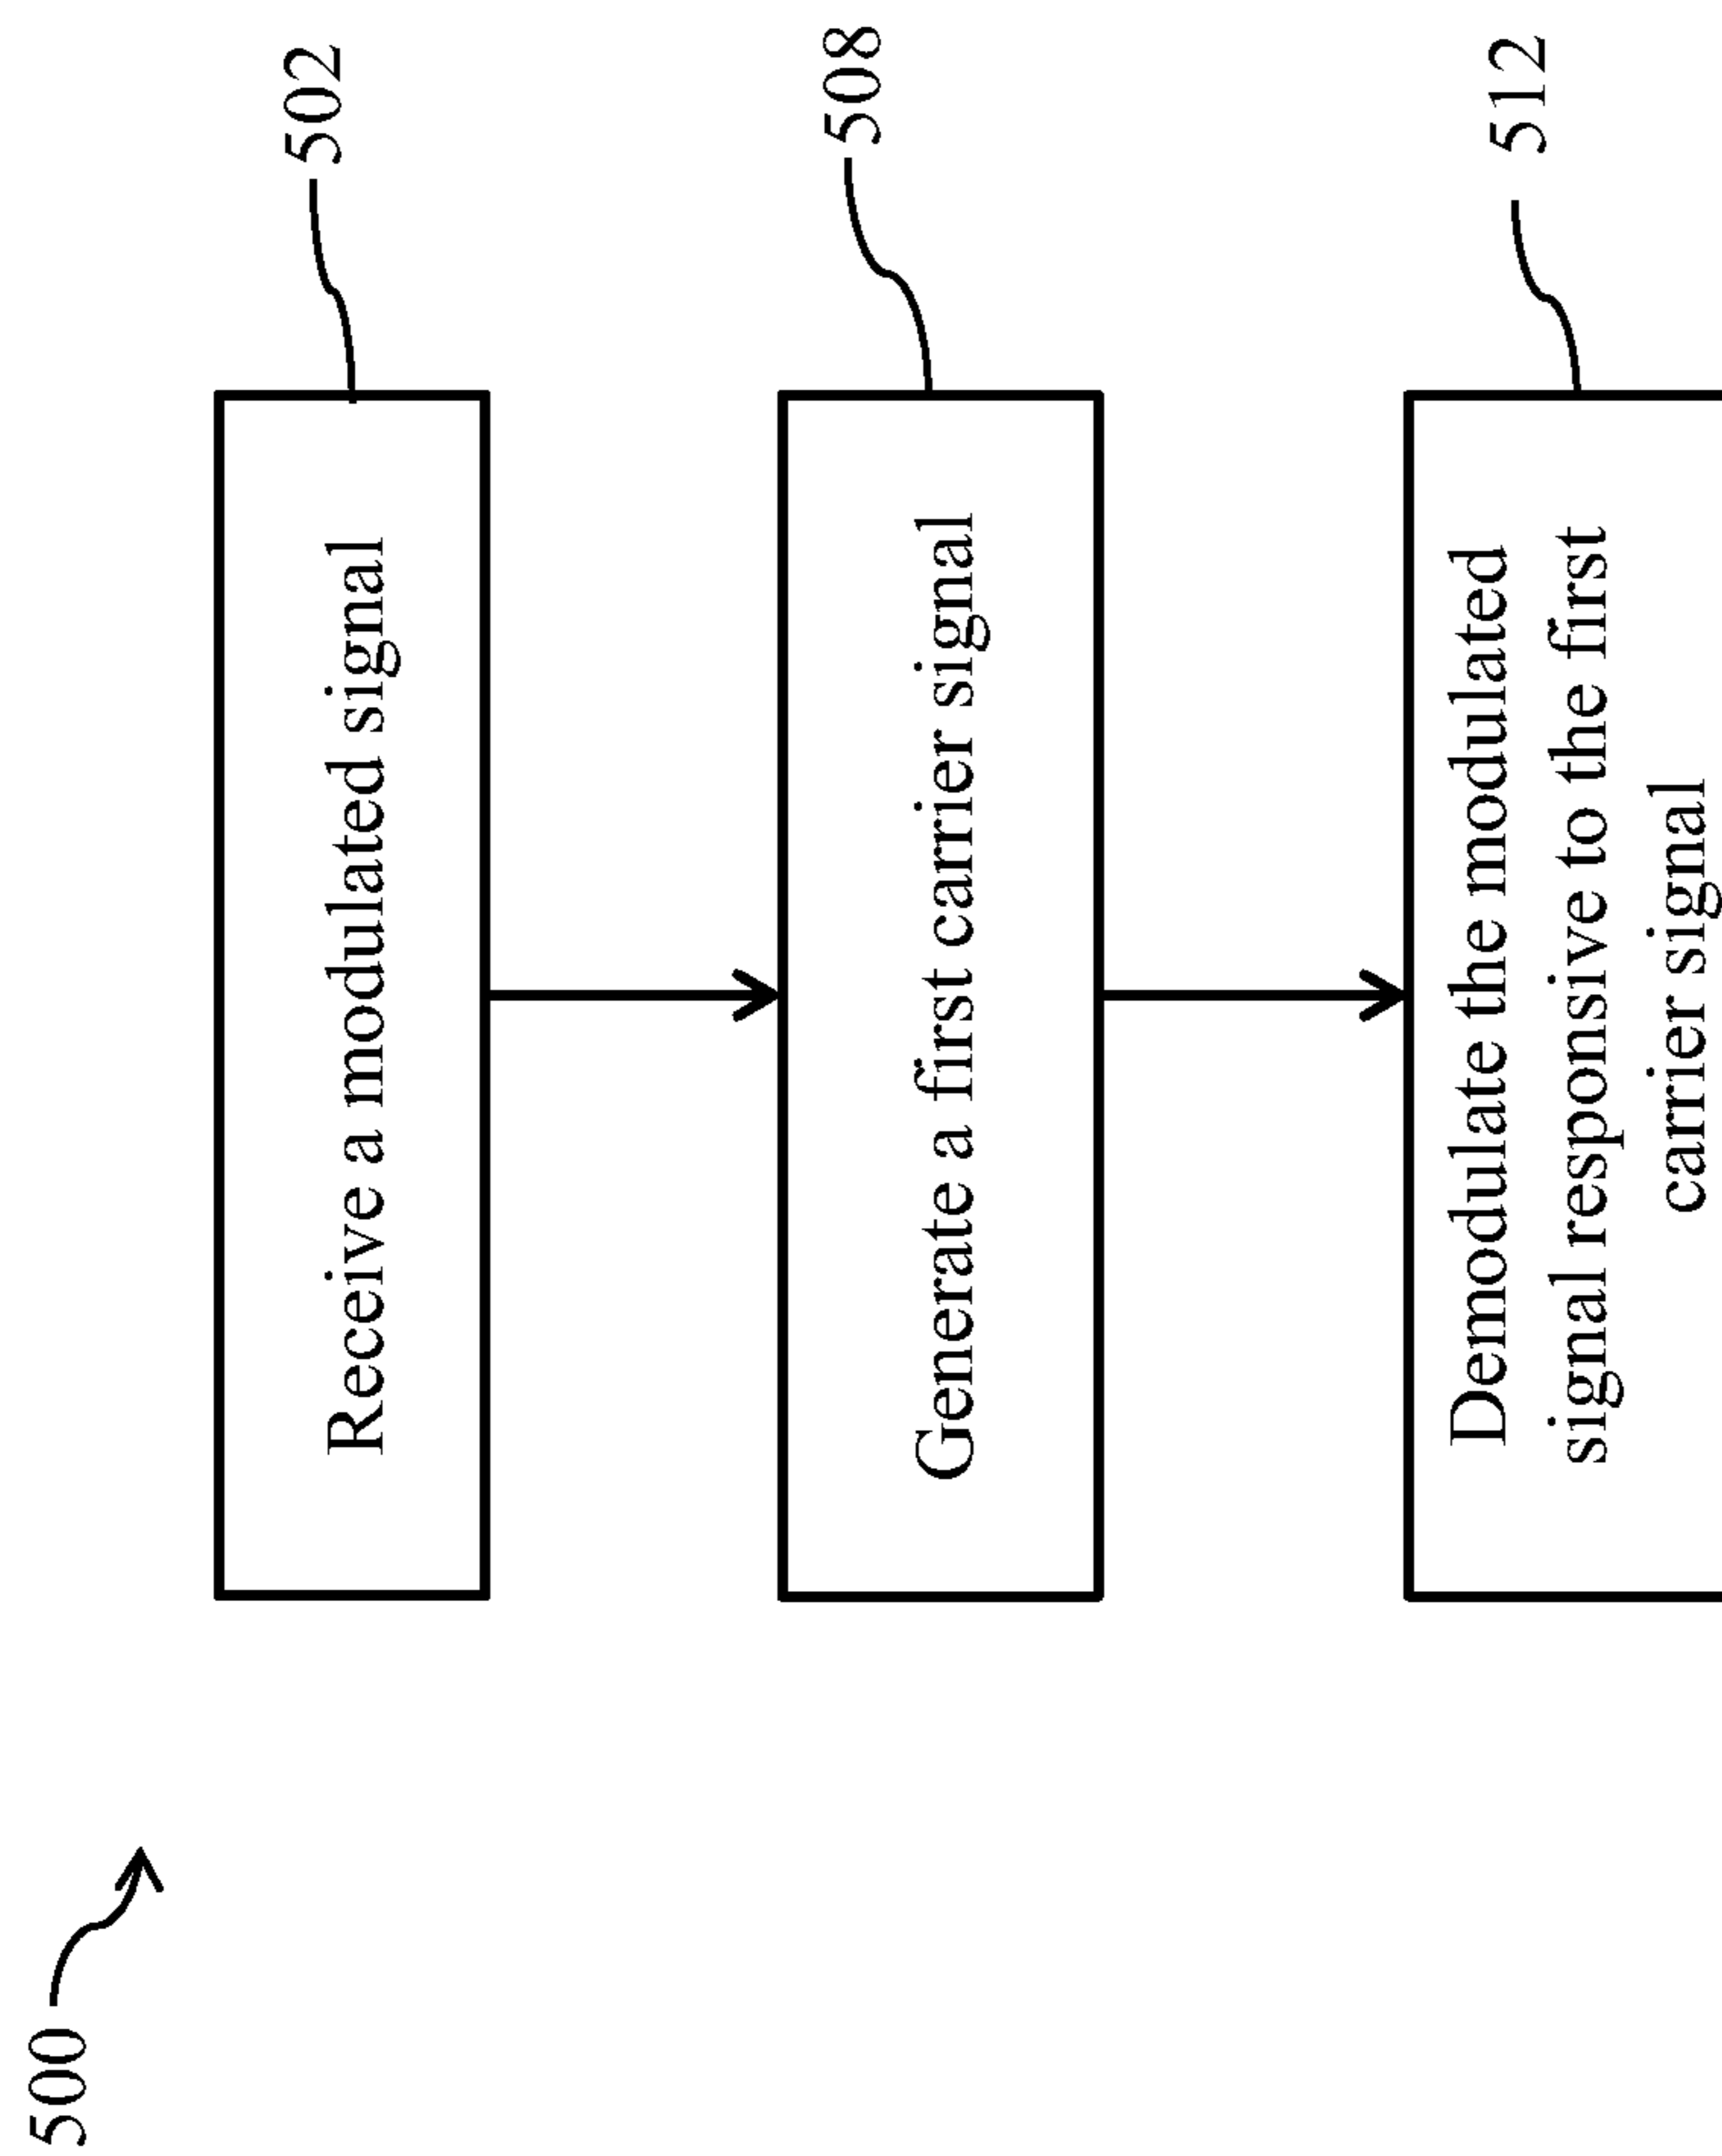 500
Receive a modulated signal
502
Generate a first carrier signal
508
Demodulate the modulated
signal responsive to the first
carrier signal
512